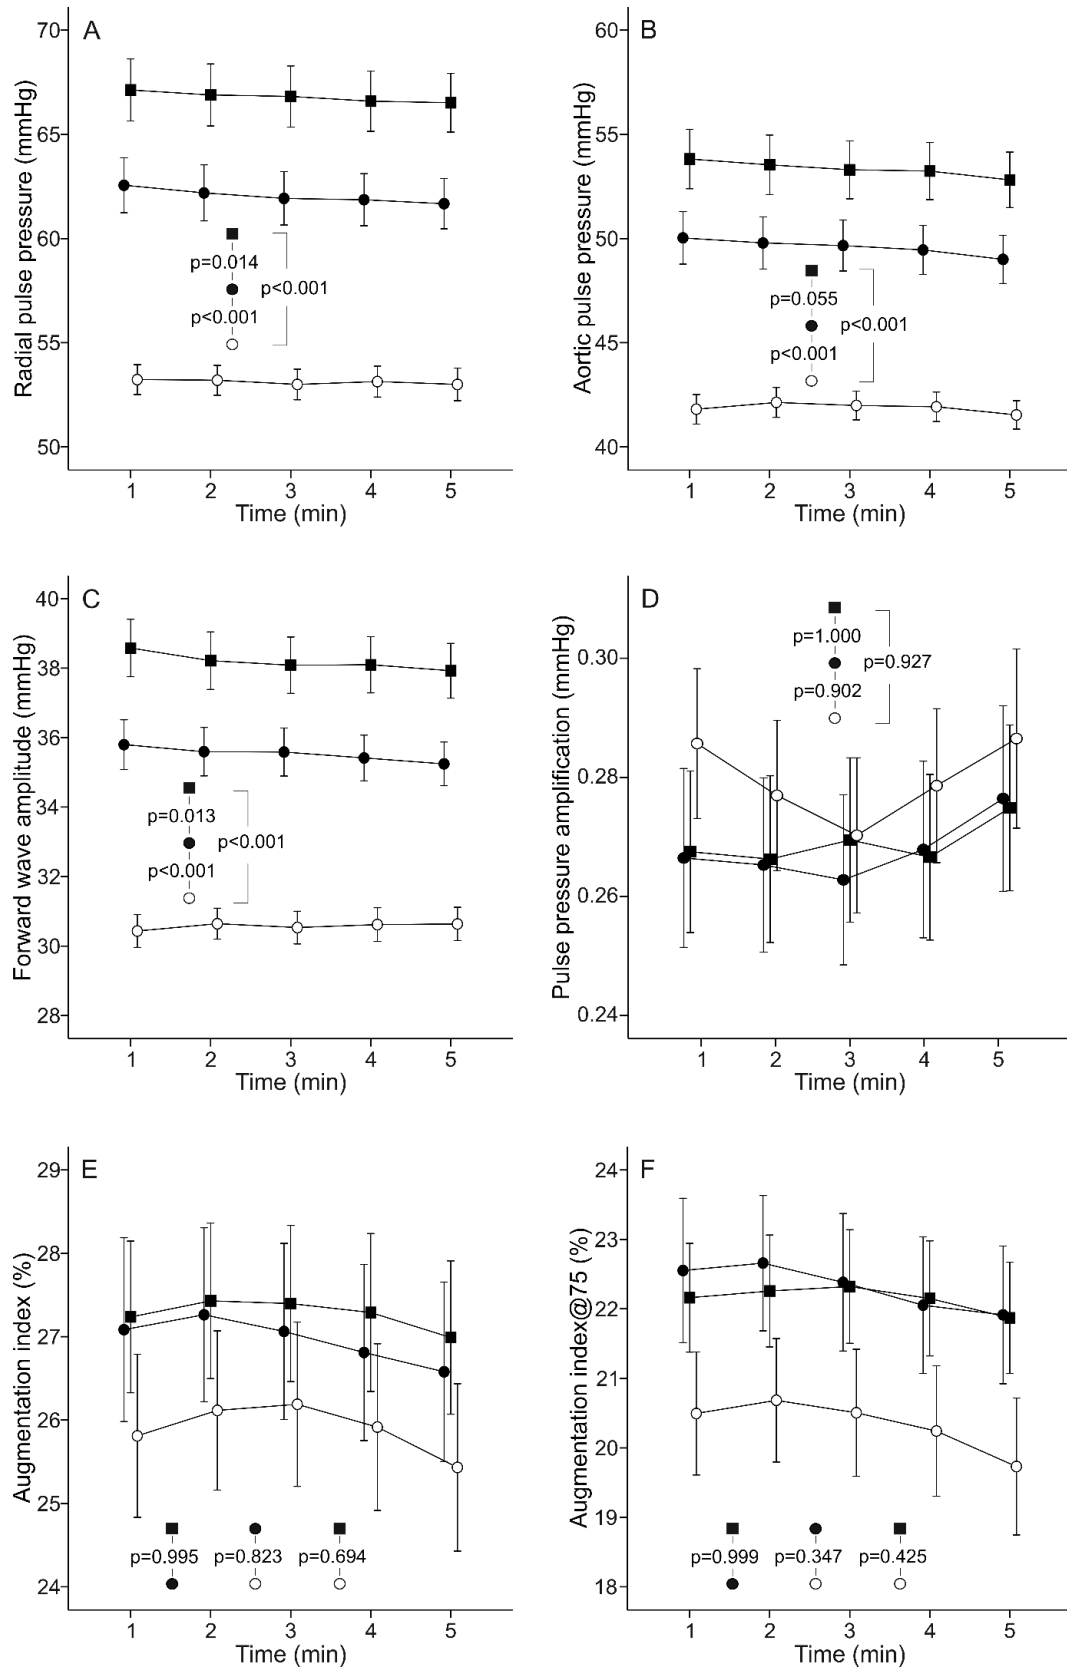 A
Radial pulse pressure (mmHg)
70
65
60
55
50
p=0.014
p<0.001
p<0.001
1 2 3 4 5
Time (min)
B
Aortic pulse pressure (mmHg)
60
55
50
45
40
p=0.055
p<0.001
p<0.001
1 2 3 4 5
Time (min)
C
Forward wave amplitude (mmHg)
40
38
36
34
32
30
28
p=0.013
p<0.001
p<0.001
1 2 3 4 5
Time (min)
D
Pulse pressure amplification (mmHg)
0.30
0.28
0.26
0.24
p=1.000
p=0.927
p=0.902
1 2 3 4 5
Time (min)
E
Augmentation index (%)
29
28
27
26
25
24
p=0.995 p=0.823 p=0.694
1 2 3 4 5
Time (min)
F
Augmentation index@75 (%)
24
23
22
21
20
19
18
p=0.999 p=0.347 p=0.425
1 2 3 4 5
Time (min)